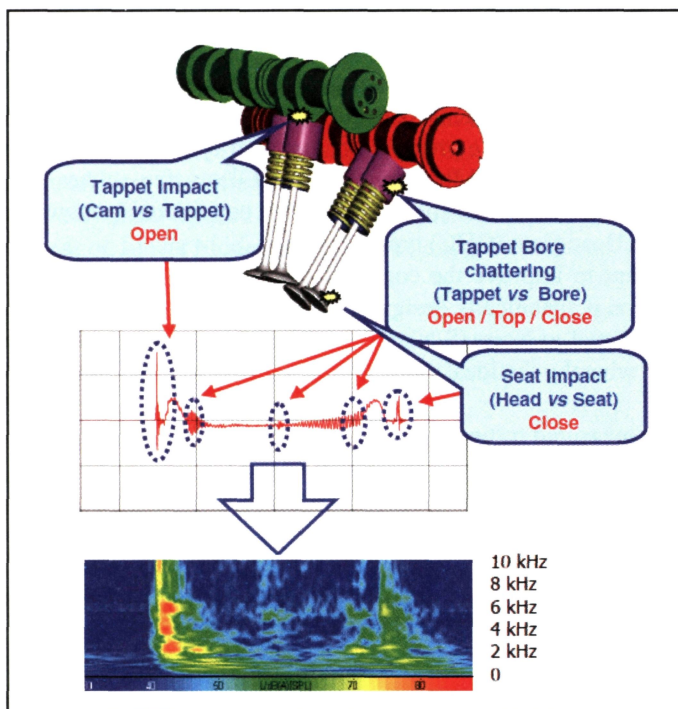 Tappet Impact
(Cam vs Tappet)
Open
Tappet Bore
chattering
(Tappet vs Bore)
Open / Top / Close
Seat Impact
(Head vs Seat)
Close
10 kHz
8 kHz
6 kHz
4 kHz
2 kHz
0
40
50
70
80